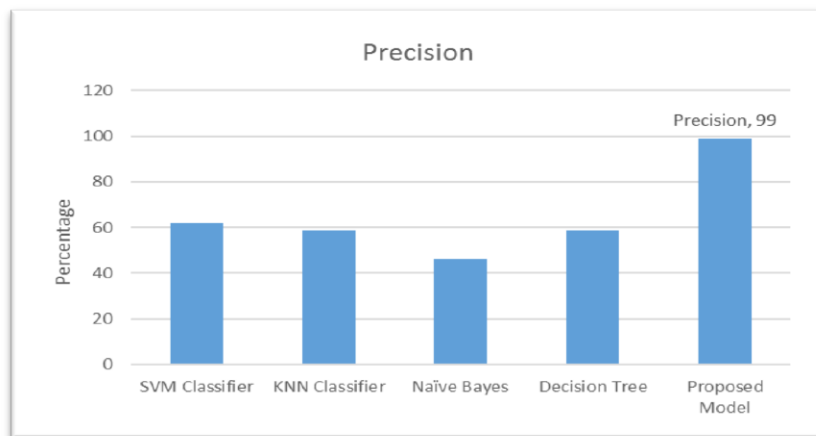 Precision
120
100
80
60
40
20
0
Percentage
Precision, 99
SVM Classifier KNN Classifier Naïve Bayes Decision Tree Proposed
Model